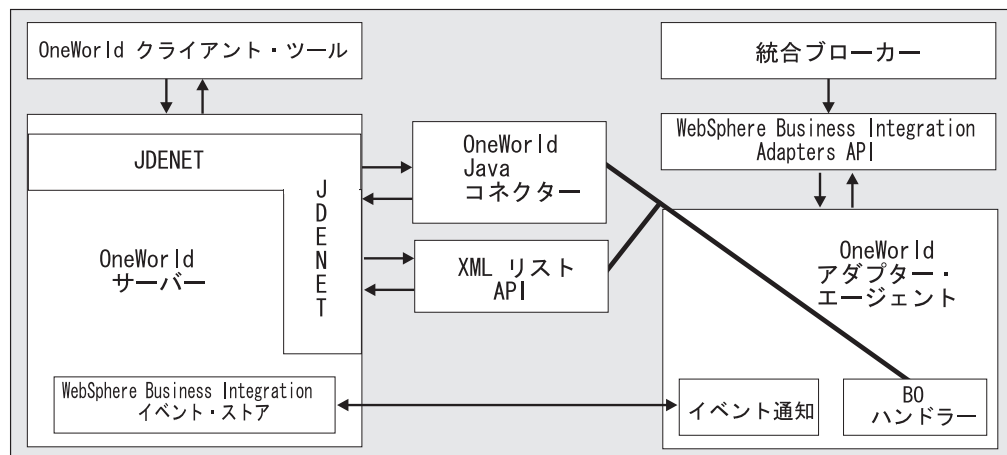 OneWorld クライアント・ツール
統合ブローカー
WebSphere Business Integration
Adapters API
JDENET
JDENET
OneWorld
Java
コネクター
OneWorld
サーバー
XML リスト
API
OneWorld
アダプター・
エージェント
WebSphere Business Integration
イベント・ストア
イベント通知
BO
ハンドラー